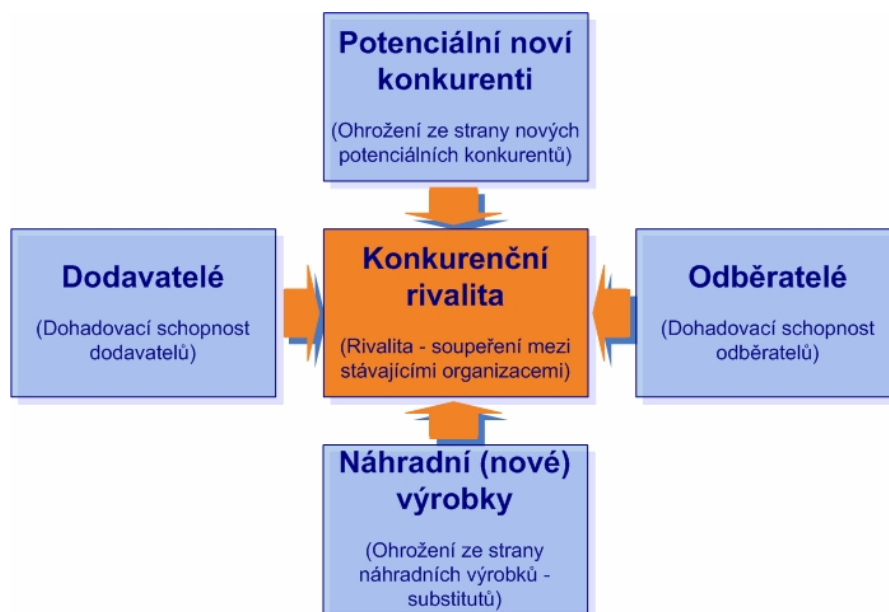 Potenciální noví
konkurenti
(Ohrožení ze strany nových
potenciálních konkurentů)
Dodavatelé
(Dohadovací schopnost
dodavatelů)
Konkurenční
rivalita
(Rivalita - soupeření mezi
stávajícími organizacemi)
Odběratelé
(Dohadovací schopnost
odběratelů)
Náhradní (nové)
výrobky
(Ohrožení ze strany
náhradních výrobků -
substitutů)